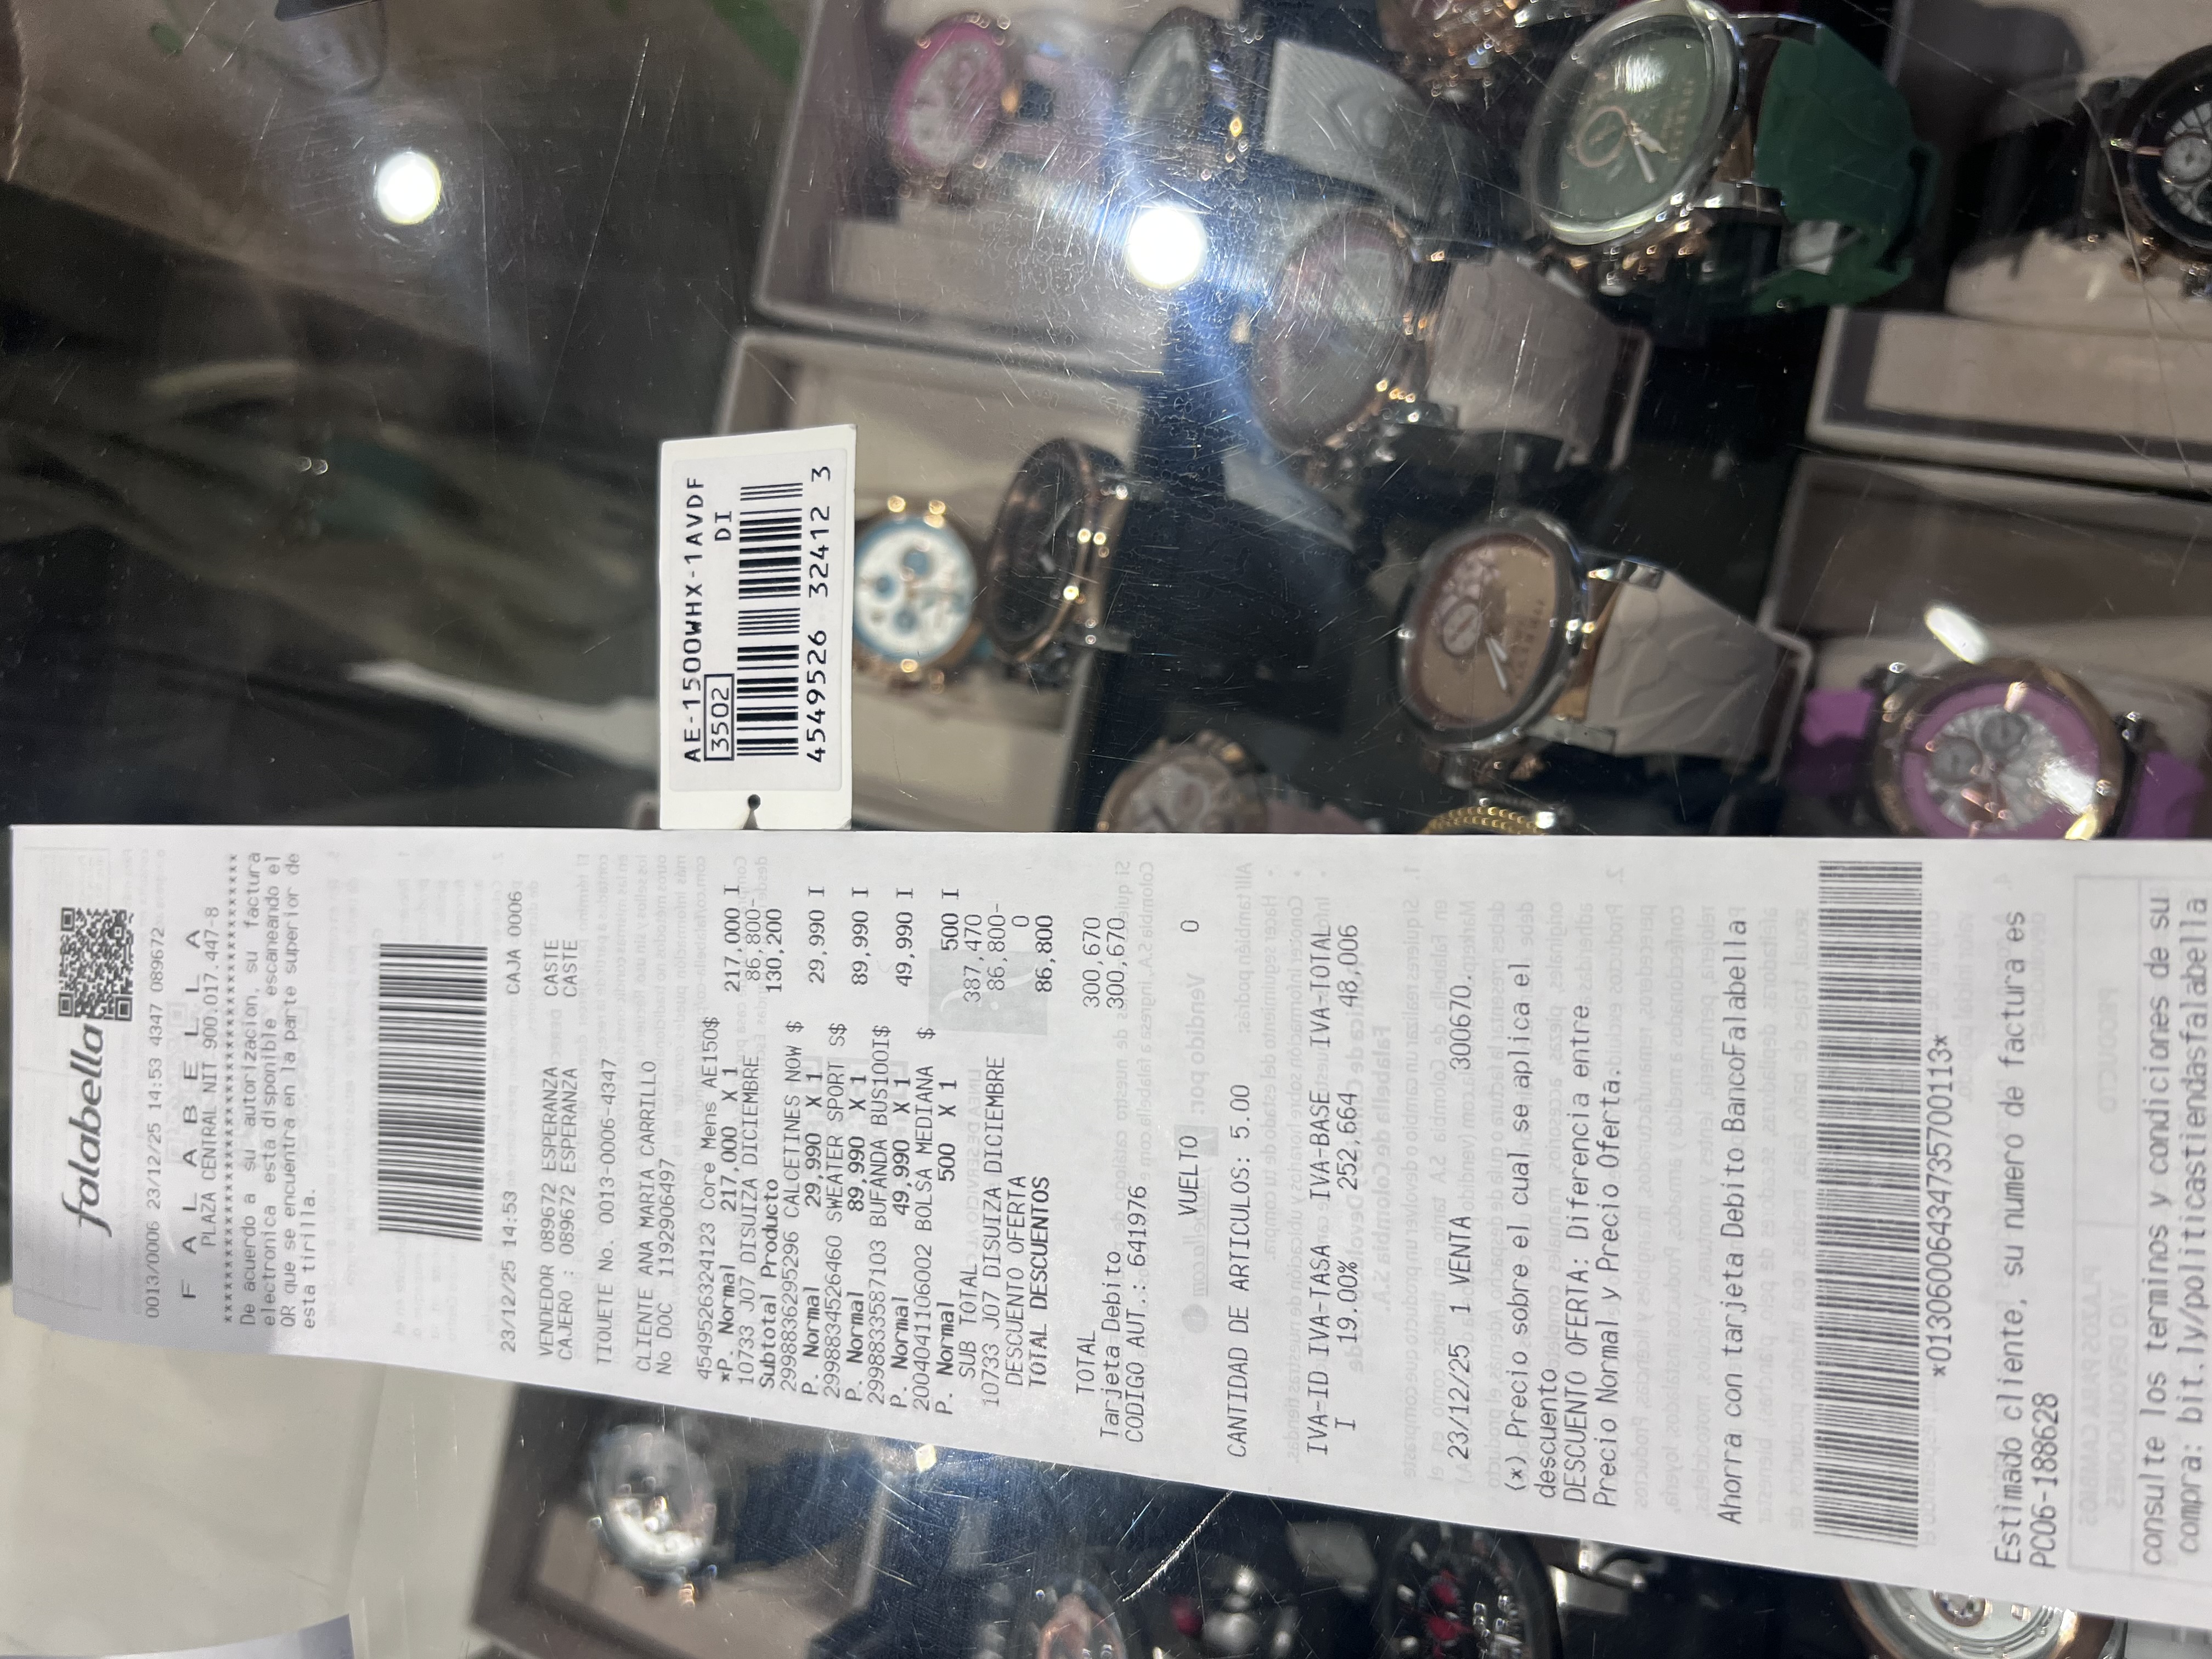 falabella
0013/0006 23/12/25 14:53 4347 089672
F A L A B E L L A
PLAZA CENTRAL NIT 900.017.447-8
************************************
De acuerdo a su autorizacion, su factura
electronica esta disponible escaneando el
QR que se encuentra en la parte superior de
esta tirilla.
23/12/25 14:53 CAJA 0006
VENDEDOR 089672 ESPERANZA CASTE
CAJERO : 089672 ESPERANZA CASTE
TIQUETE No. 0013-0006-4347
CLIENTE ANA MARIA CARRILLO
No DOC 1192906497
4549526324123 Core Mens AE150$
*P. Normal 217,000 X 1 217,000 I
10733 J07 DISUIZA DICIEMBRE 86,800-
Subtotal Producto 130,200
2998836295296 CALCETINES NOW $
P. Normal 29,990 X 1 29,990 I
2998834526460 SWEATER SPORT S$
P. Normal 89,990 X 1 89,990 I
2998833587103 BUFANDA BUS100I$
P. Normal 49,990 X 1 49,990 I
2004041106002 BOLSA MEDIANA $
P. Normal 500 X 1 500 I
SUB TOTAL 387,470
10733 J07 DISUIZA DICIEMBRE 86,800-
DESCUENTO OFERTA 0
TOTAL DESCUENTOS 86,800
TOTAL 300,670
Tarjeta Debito 300,670
CODIGO AUT.: 641976
VUELTO 0
CANTIDAD DE ARTICULOS: 5.00
IVA-ID IVA-TASA IVA-BASE IVA-TOTAL
I 19.00% 252,664 48,006
23/12/25 1 VENTA 300670.
(x) Precio sobre el cual se aplica el
descuento
DESCUENTO OFERTA: Diferencia entre
Precio Normal y Precio Oferta.
Ahorra con tarjeta Debito BancoFalabella
*01306006434735700113*
Estimado cliente, su numero de factura es
PC06-188628
consulte los terminos y condiciones de su
compra: bit.ly/politicastiendasfalabella
AE-1500WHX-1AVDF
3502 DI
4549526 32412 3